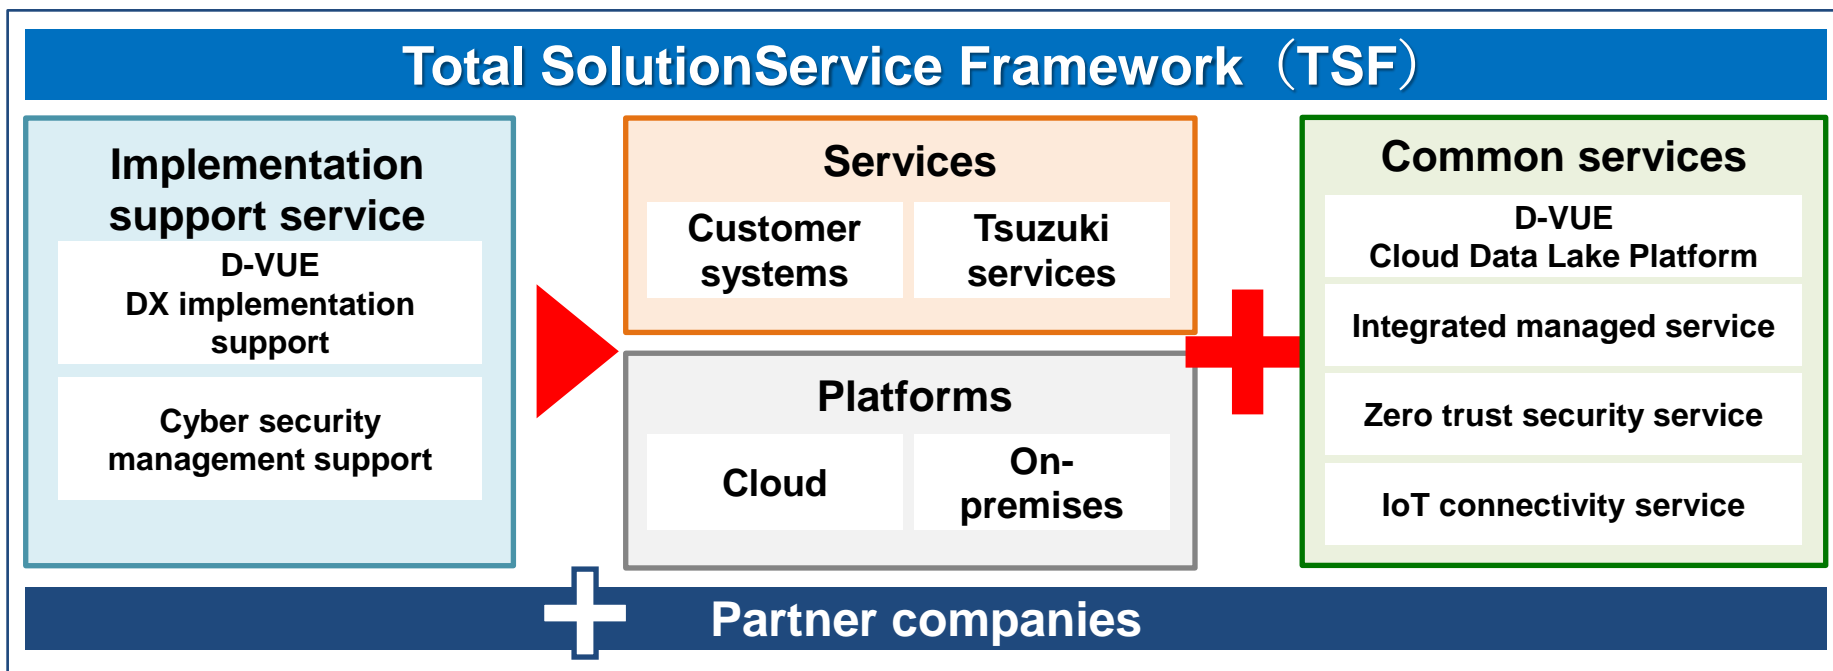 Total SolutionService Framework（TSF）
Implementation
support service
D-VUE
DX implementation
support
Cyber security
management support
Services
Customer
systems
Tsuzuki
services
Platforms
Cloud
On-
premises
Common services
D-VUE
Cloud Data Lake Platform
Integrated managed service
Zero trust security service
IoT connectivity service
Partner companies